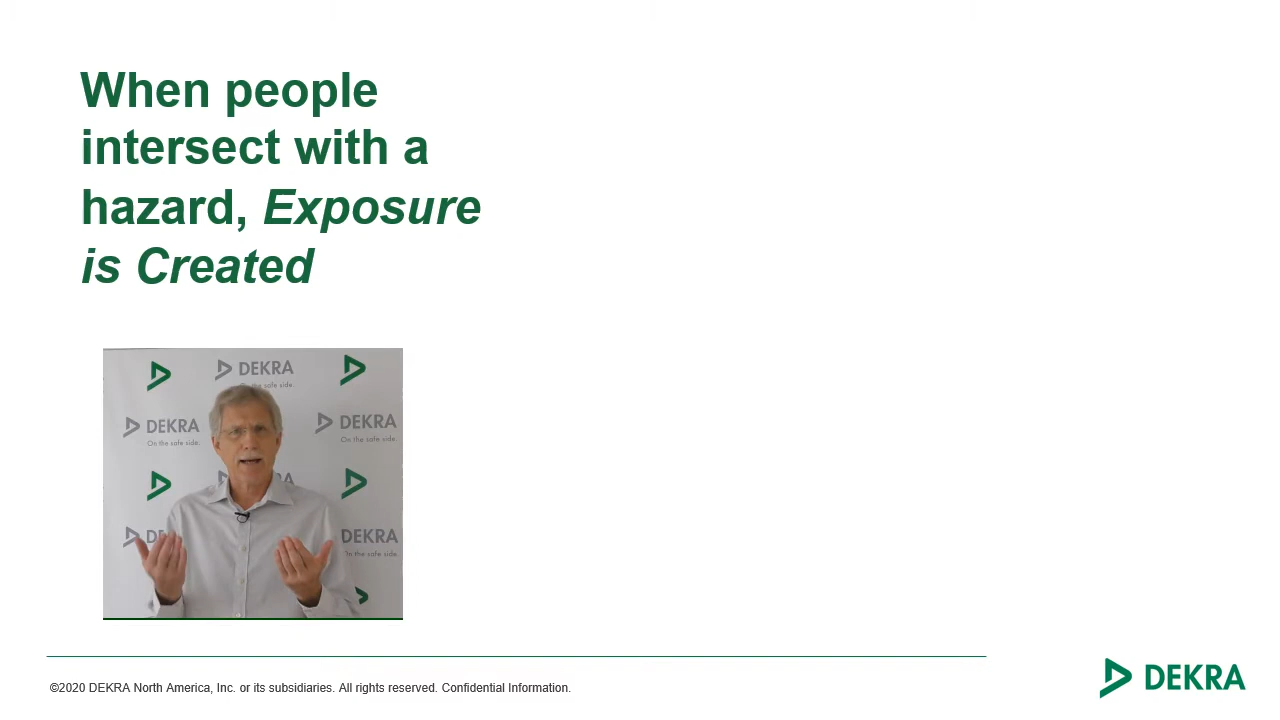 When people
intersect with a
hazard, Exposure
is Created
DEKRA
On the safe side.
DEKRA
On the safe side.
DEKRA
On the safe side.
DEKRA
On the safe side.
©2020 DEKRA North America, Inc. or its subsidiaries. All rights reserved. Confidential Information.
DEKRA